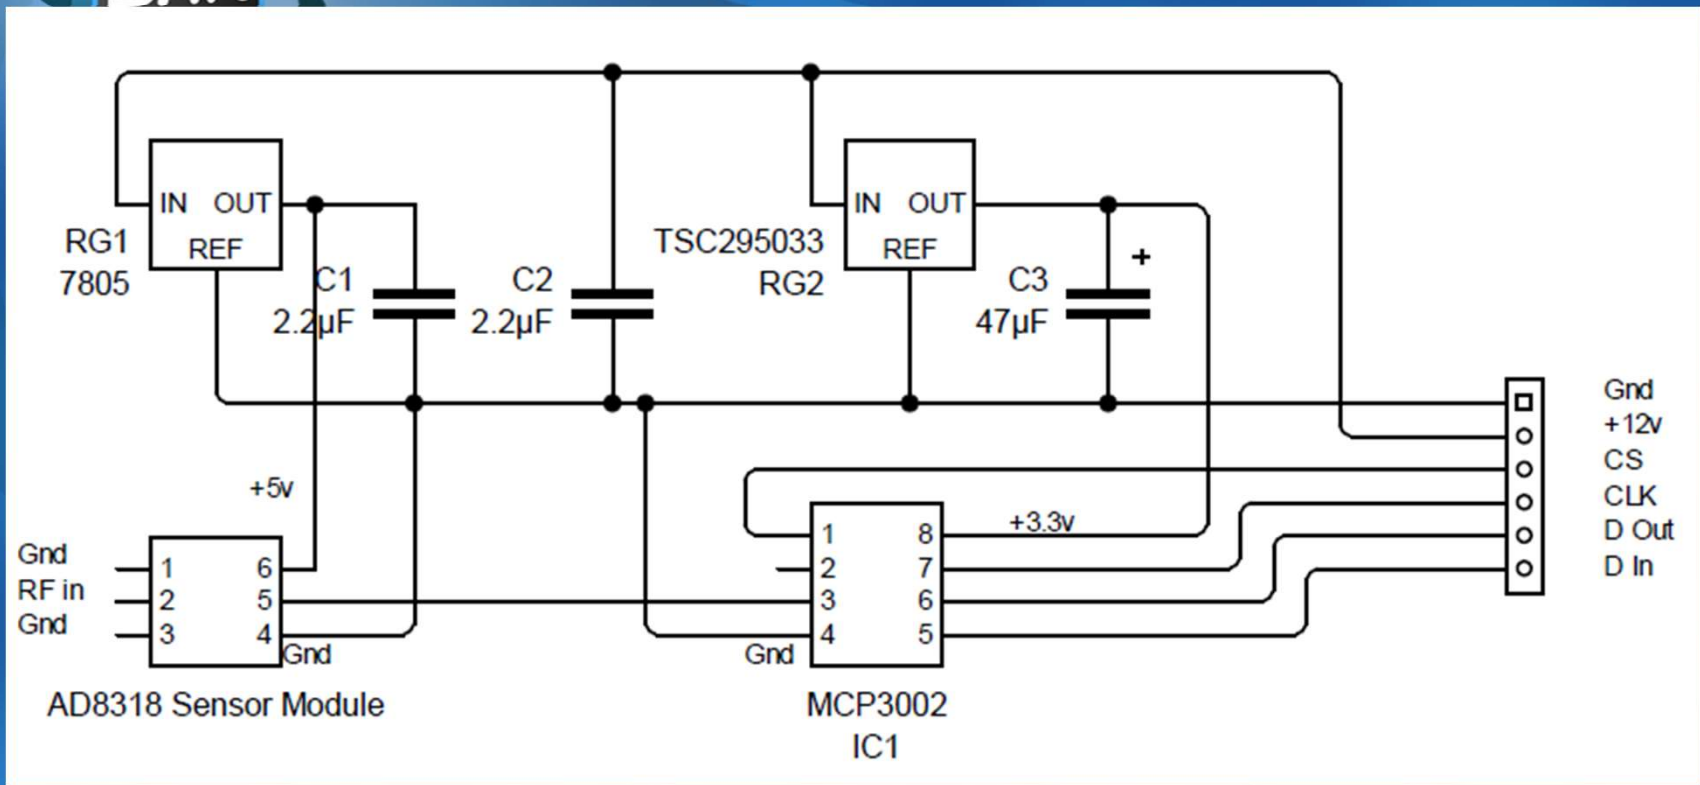 IN OUT
REF
RG1
7805
C1
2.2µF
C2
2.2µF
TSC295033
RG2
IN OUT
REF
C3
47µF
+
Gnd
+12v
CS
CLK
D Out
D In
+5v
Gnd
RF in
Gnd
1 6
2 5
3 4
Gnd
AD8318 Sensor Module
+3.3v
1 8
2 7
3 6
4 5
Gnd
MCP3002
IC1